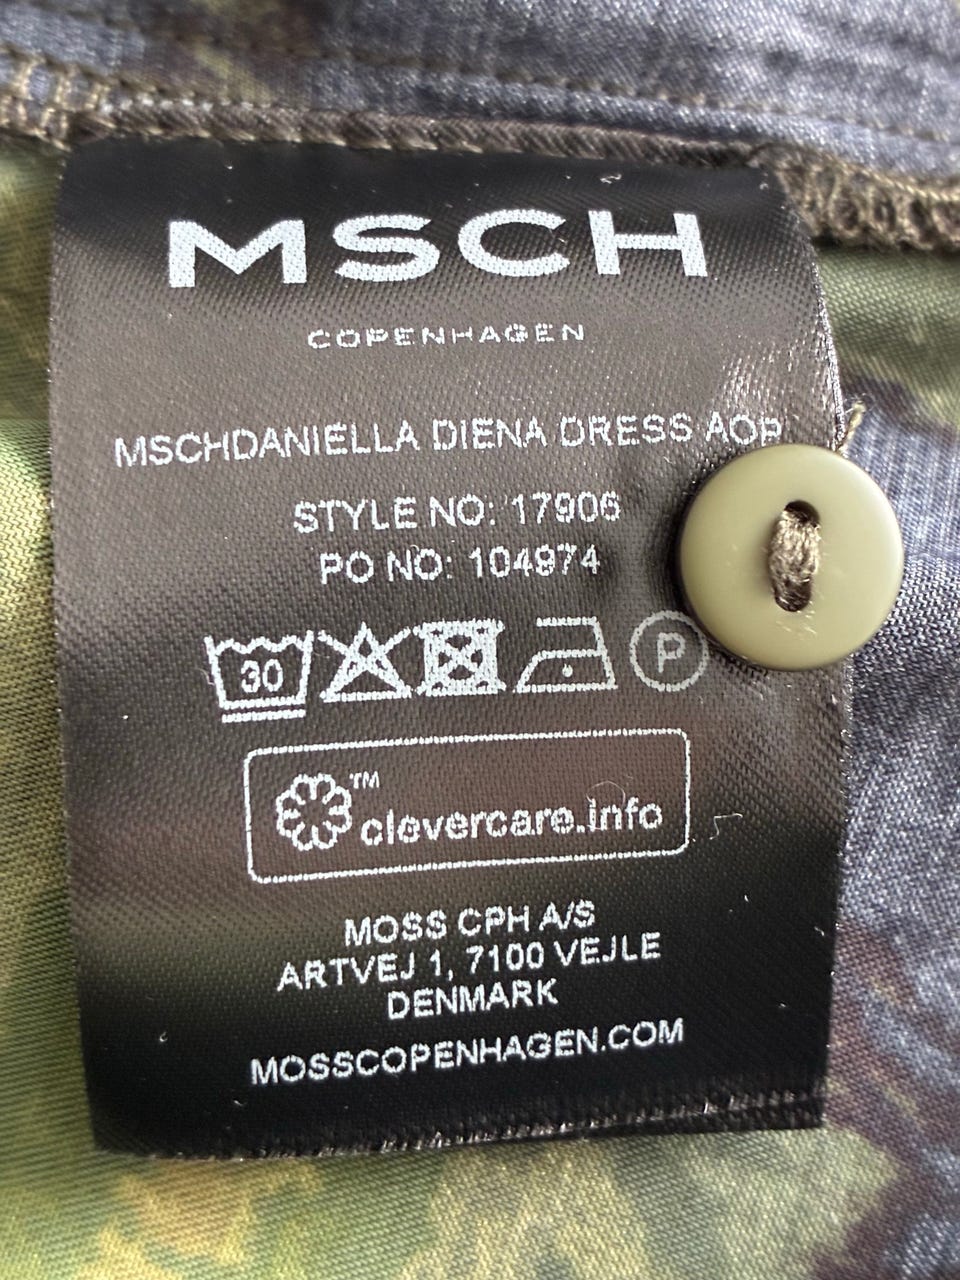 MSCH
COPENHAGEN
MSCHDANIELLA DIENA DRESS AOP
STYLE NO: 17906
PO NO: 104974
30 P
TM
clevercare.info
MOSS CPH A/S
ARTVEJ 1, 7100 VEJLE
DENMARK
MOSSCOPENHAGEN.COM